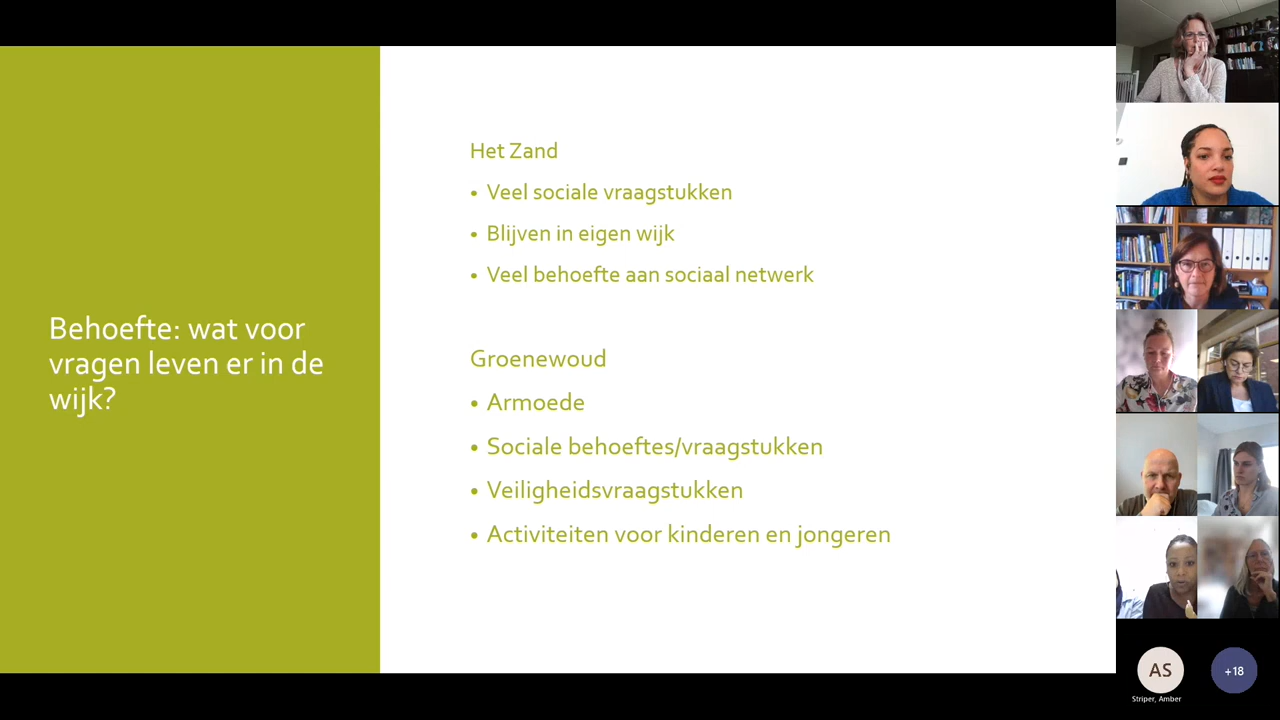 Behoefte: wat voor
vragen leven er in de
wijk?
Het Zand
• Veel sociale vraagstukken
• Blijven in eigen wijk
• Veel behoefte aan sociaal netwerk
Groenewoud
• Armoede
• Sociale behoeftes/vraagstukken
• Veiligheidsvraagstukken
• Activiteiten voor kinderen en jongeren
AS
Striper, Amber
+18